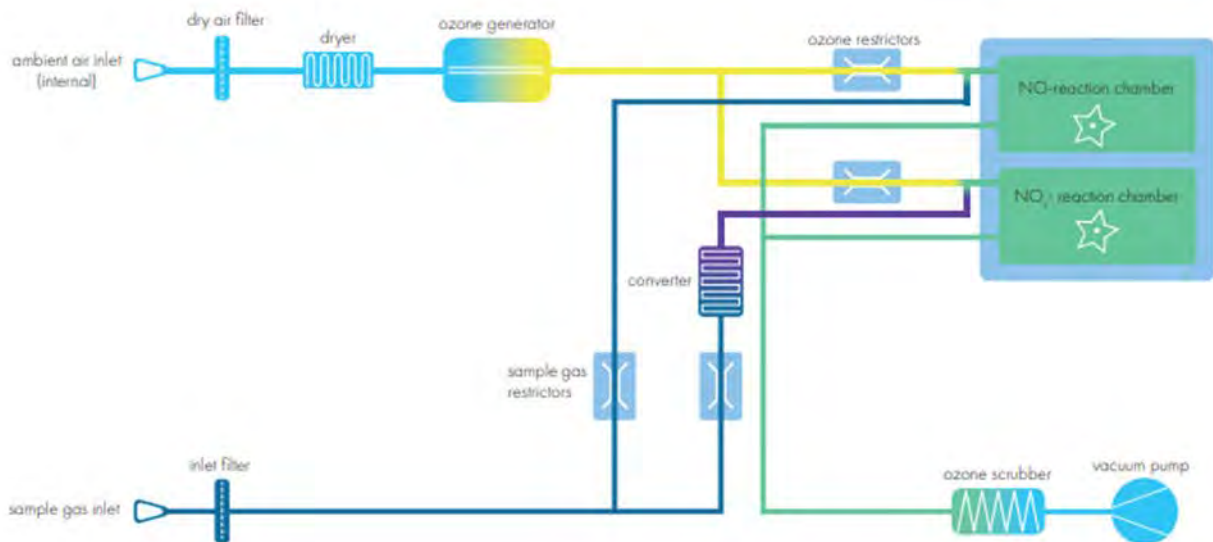 dry air filter
dryer
ozone generator
ozone restrictors
ambient air inlet
(internal)
NO-reaction chamber
NOₓ- reaction chamber
converter
sample gas
restrictors
inlet filter
sample gas inlet
ozone scrubber
vacuum pump